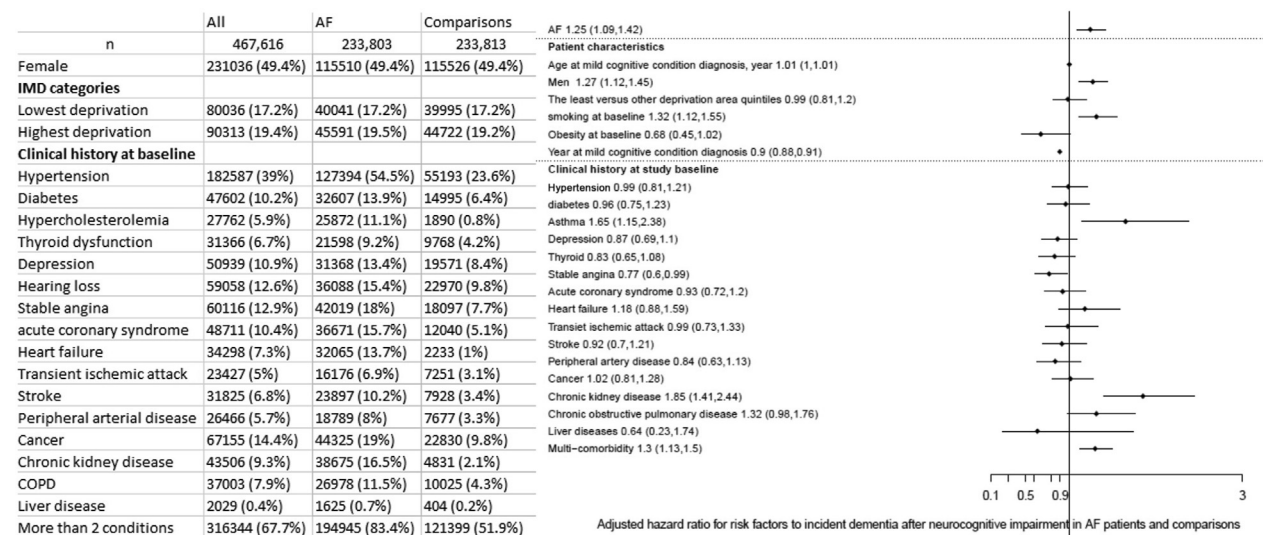 All AF Comparisons
n 467,616 233,803 233,813
Female 231036 (49.4%) 115510 (49.4%) 115526 (49.4%)
IMD categories
Lowest deprivation 80036 (17.2%) 40041 (17.2%) 39995 (17.2%)
Highest deprivation 90313 (19.4%) 45591 (19.5%) 44722 (19.2%)
Clinical history at baseline
Hypertension 182587 (39%) 127394 (54.5%) 55193 (23.6%)
Diabetes 47602 (10.2%) 32607 (13.9%) 14995 (6.4%)
Hypercholesterolemia 27762 (5.9%) 25872 (11.1%) 1890 (0.8%)
Thyroid dysfunction 31366 (6.7%) 21598 (9.2%) 9768 (4.2%)
Depression 50939 (10.9%) 31368 (13.4%) 19571 (8.4%)
Hearing loss 59058 (12.6%) 36088 (15.4%) 22970 (9.8%)
Stable angina 60116 (12.9%) 42019 (18%) 18097 (7.7%)
acute coronary syndrome 48711 (10.4%) 36671 (15.7%) 12040 (5.1%)
Heart failure 34298 (7.3%) 32065 (13.7%) 2233 (1%)
Transient ischemic attack 23427 (5%) 16176 (6.9%) 7251 (3.1%)
Stroke 31825 (6.8%) 23897 (10.2%) 7928 (3.4%)
Peripheral arterial disease 26466 (5.7%) 18789 (8%) 7677 (3.3%)
Cancer 67155 (14.4%) 44325 (19%) 22830 (9.8%)
Chronic kidney disease 43506 (9.3%) 38675 (16.5%) 4831 (2.1%)
COPD 37003 (7.9%) 26978 (11.5%) 10025 (4.3%)
Liver disease 2029 (0.4%) 1625 (0.7%) 404 (0.2%)
More than 2 conditions 316344 (67.7%) 194945 (83.4%) 121399 (51.9%)
AF 1.25 (1.09,1.42)
Patient characteristics
Age at mild cognitive condition diagnosis, year 1.01 (1,1.01)
Men 1.27 (1.12,1.45)
The least versus other deprivation area quintiles 0.99 (0.81,1.2)
smoking at baseline 1.32 (1.12,1.55)
Obesity at baseline 0.68 (0.45,1.02)
Year at mild cognitive condition diagnosis 0.9 (0.88,0.91)
Clinical history at study baseline
Hypertension 0.99 (0.81,1.21)
diabetes 0.96 (0.75,1.23)
Asthma 1.65 (1.15,2.38)
Depression 0.87 (0.69,1.1)
Thyroid 0.83 (0.65,1.08)
Stable angina 0.77 (0.6,0.99)
Acute coronary syndrome 0.93 (0.72,1.2)
Heart failure 1.18 (0.88,1.59)
Transiet ischemic attack 0.99 (0.73,1.33)
Stroke 0.92 (0.7,1.21)
Peripheral artery disease 0.84 (0.63,1.13)
Cancer 1.02 (0.81,1.28)
Chronic kidney disease 1.85 (1.41,2.44)
Chronic obstructive pulmonary disease 1.32 (0.98,1.76)
Liver diseases 0.64 (0.23,1.74)
Multi−comorbidity 1.3 (1.13,1.5)
0.1 0.5 0.9 3
Adjusted hazard ratio for risk factors to incident dementia after neurocognitive impairment in AF patients and comparisons